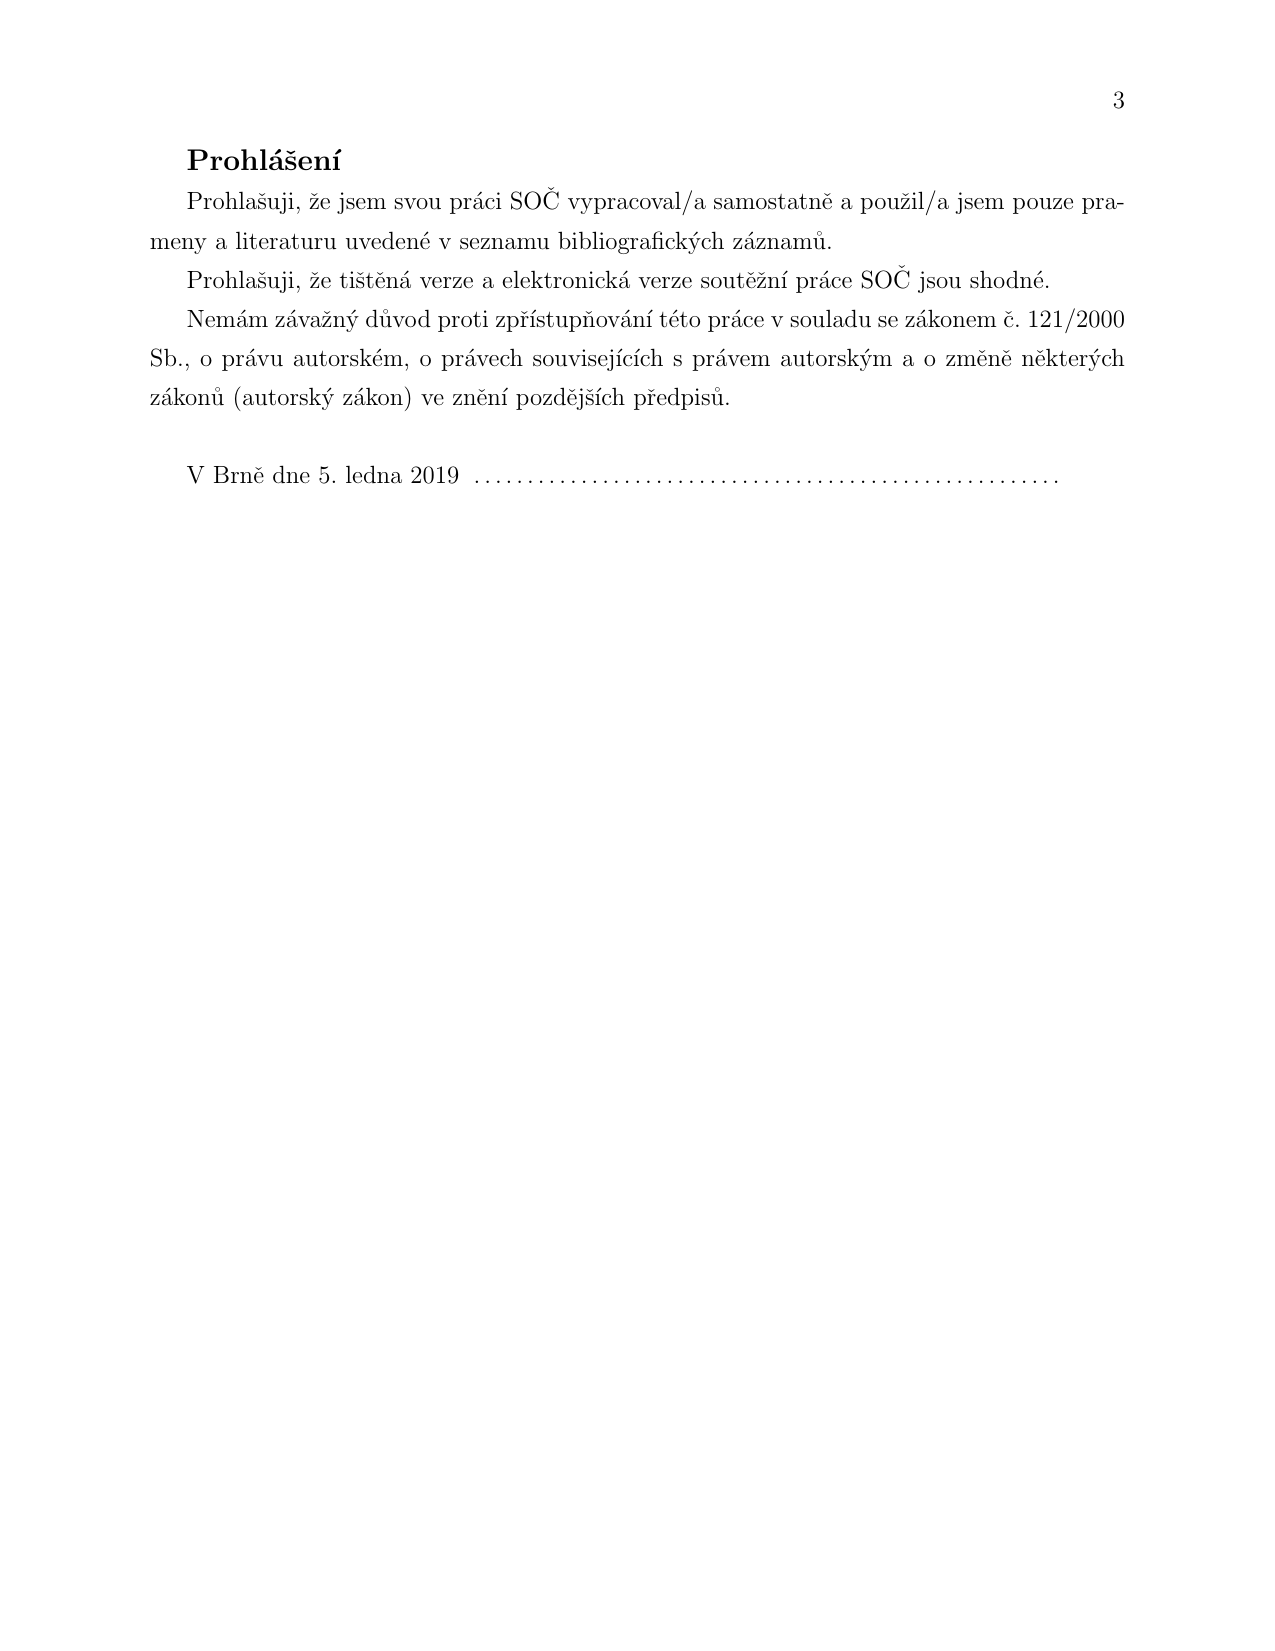 3
Prohlášení
Prohlašuji, že jsem svou práci SOČ vypracoval/a samostatně a použil/a jsem pouze pra-
meny a literaturu uvedené v seznamu bibliografických záznamů.
Prohlašuji, že tištěná verze a elektronická verze soutěžní práce SOČ jsou shodné.
Nemám závažný důvod proti zpřístupňování této práce v souladu se zákonem č. 121/2000
Sb., o právu autorském, o právech souvisejících s právem autorským a o změně některých
zákonů (autorský zákon) ve znění pozdějších předpisů.
V Brně dne 5. ledna 2019 .......................................................